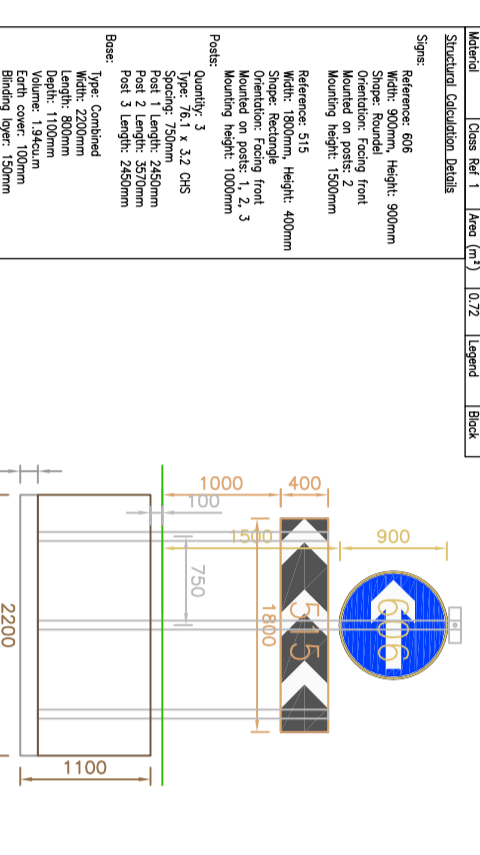 Material Class Ref 1 Area (m²) 0.72 Legend Black
Structural Calculation Details
Signs:
Reference: 606
Width: 900mm, Height: 900mm
Shape: Roundel
Orientation: Facing front
Mounted on posts: 2
Mounting height: 1500mm
Reference: 515
Width: 1800mm, Height: 400mm
Shape: Rectangle
Orientation: Facing front
Mounted on posts: 1, 2, 3
Mounting height: 1000mm
Posts:
Quantity: 3
Type: 76.1 x 3.2 CHS
Spacing: 750mm
Post 1 Length: 2450mm
Post 2 Length: 3570mm
Post 3 Length: 2450mm
Base:
Type: Combined
Width: 2200mm
Length: 800mm
Depth: 1100mm
Volume: 1.94cu.m
Earth cover: 100mm
Blinding layer: 150mm
900
606
400
515
1000
1500
1800
100
750
1100
2200